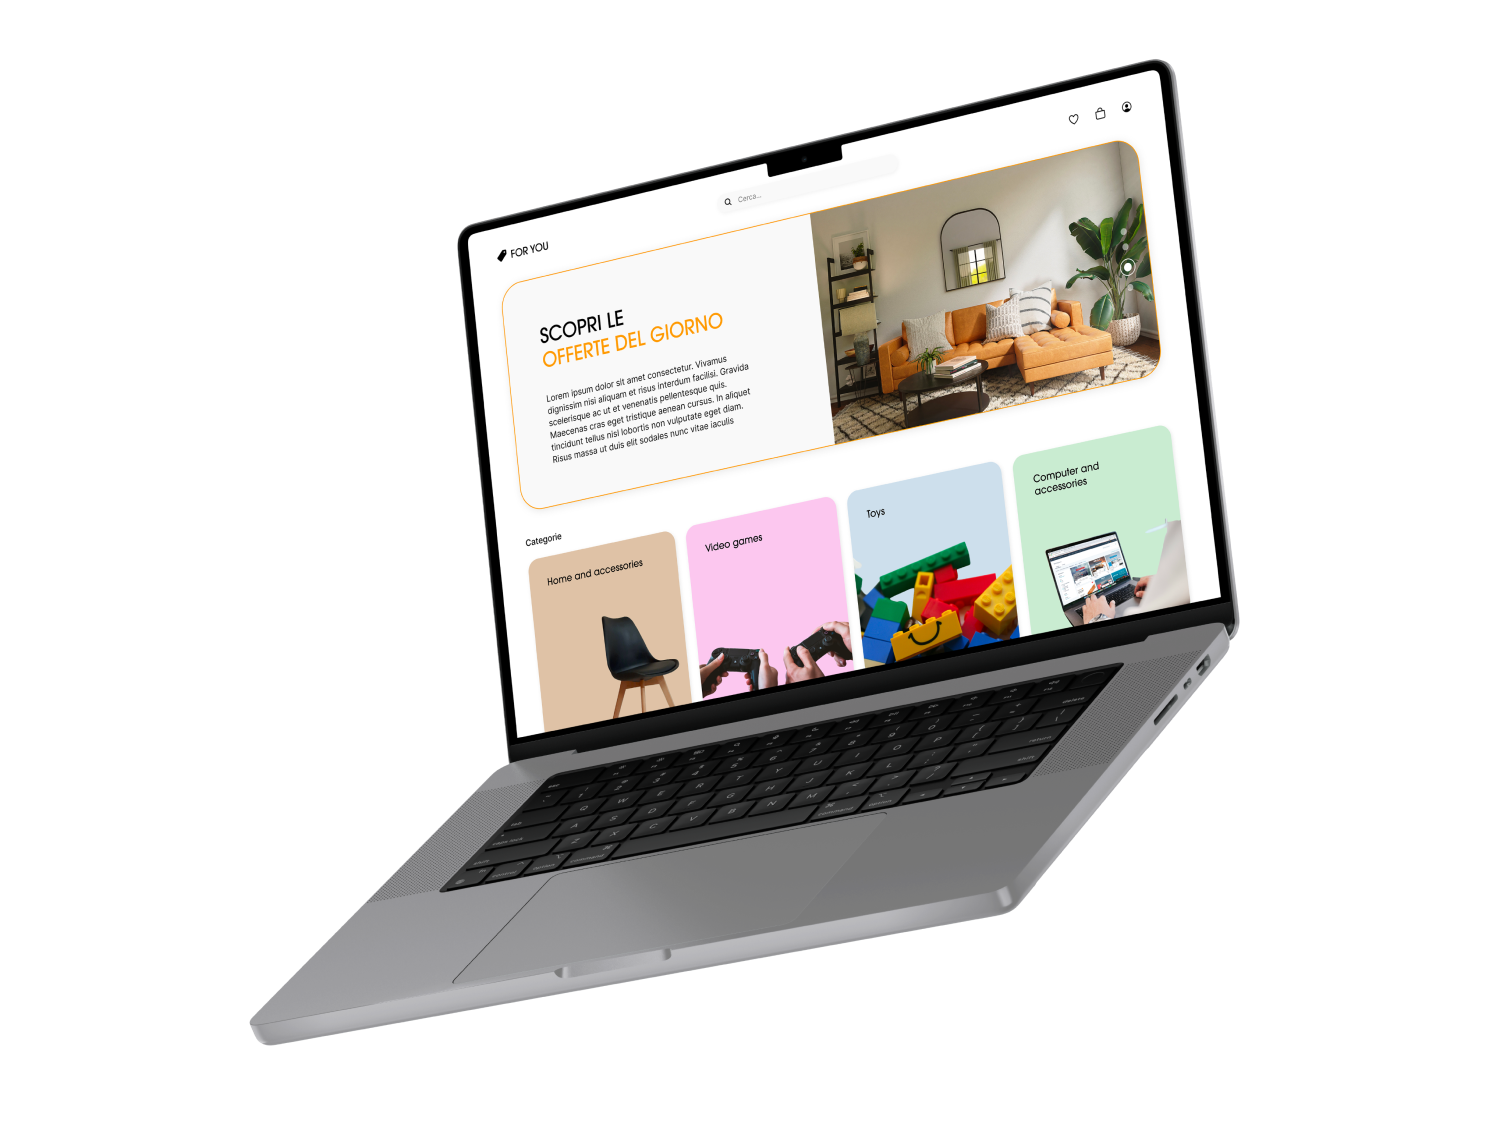 FOR YOU
Cerca...
SCOPRI LE
OFFERTE DEL GIORNO
Lorem ipsum dolor sit amet consectetur. Vivamus
dignissim nisi aliquam et risus interdum facilisi. Gravida
scelerisque ac ut et venenatis pellentesque quis.
Maecenas cras eget tristique aenean cursus. In aliquet
tincidunt tellus nisl lobortis non vulputate eget diam.
Risus massa ut duis elit sodales nunc vitae iaculis
Categorie
Home and accessories
Video games
Toys
Computer and
accessories